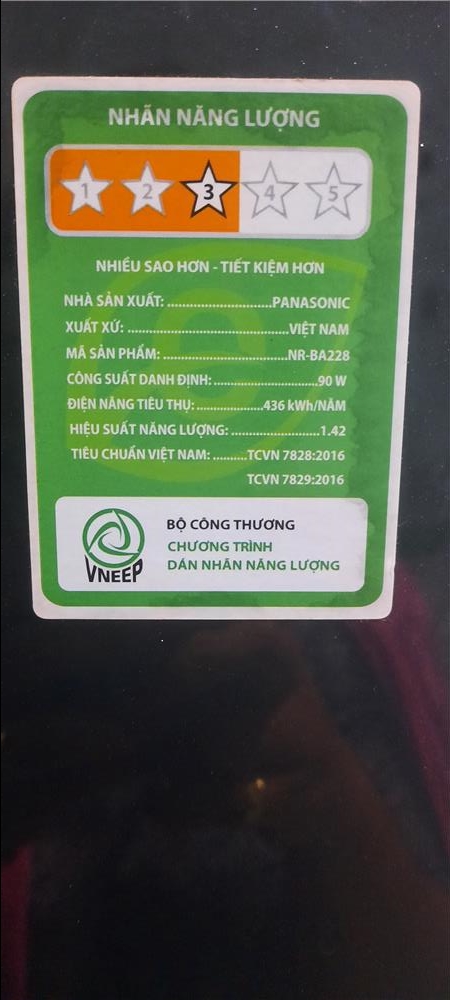 NHÃN NĂNG LƯỢNG
1 2 3 4 5
NHIỀU SAO HƠN - TIẾT KIỆM HƠN
NHÀ SẢN XUẤT: ........................PANASONIC
XUẤT XỨ: .....................................VIỆT NAM
MÃ SẢN PHẨM: .............................NR-BA228
CÔNG SUẤT DANH ĐỊNH: ........................90 W
ĐIỆN NĂNG TIÊU THỤ: ...............436 kWh/NĂM
HIỆU SUẤT NĂNG LƯỢNG: ....................1.42
TIÊU CHUẨN VIỆT NAM: ..........TCVN 7828:2016
TCVN 7829:2016
BỘ CÔNG THƯƠNG
CHƯƠNG TRÌNH
DÁN NHÃN NĂNG LƯỢNG
VNEEP